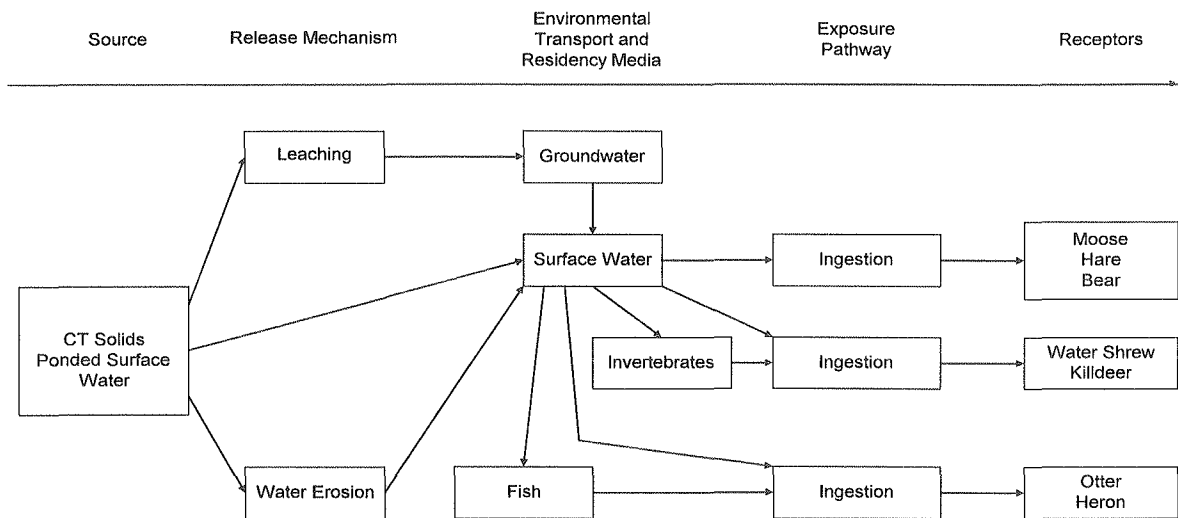 Source
Release Mechanism
Environmental
Transport and
Residency Media
Exposure
Pathway
Receptors
Leaching
Groundwater
Surface Water
Ingestion
Moose
Hare
Bear
CT Solids
Ponded Surface
Water
Invertebrates
Ingestion
Water Shrew
Killdeer
Water Erosion
Fish
Ingestion
Otter
Heron